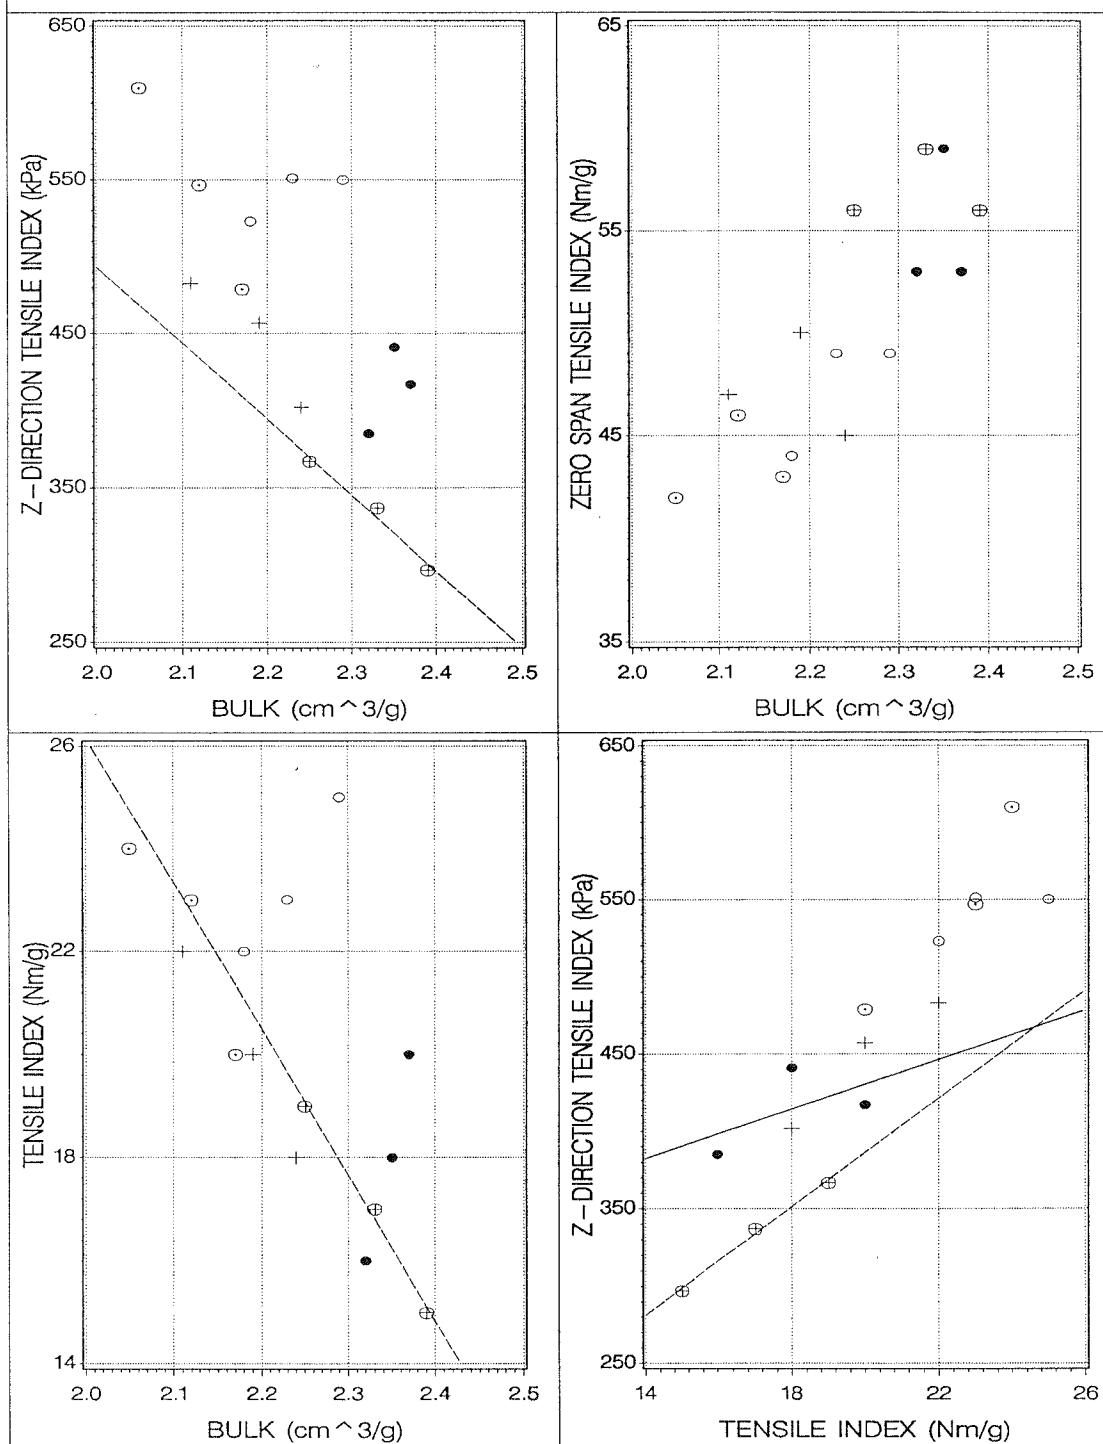 Z-DIRECTION TENSILE INDEX (kPa)
650
550
450
350
250
2.0 2.1 2.2 2.3 2.4 2.5
BULK (cm^3/g)
ZERO SPAN TENSILE INDEX (Nm/g)
65
55
45
35
2.0 2.1 2.2 2.3 2.4 2.5
BULK (cm^3/g)
TENSILE INDEX (Nm/g)
26
22
18
14
2.0 2.1 2.2 2.3 2.4 2.5
BULK (cm^3/g)
Z-DIRECTION TENSILE INDEX (kPa)
650
550
450
350
250
14 18 22 26
TENSILE INDEX (Nm/g)